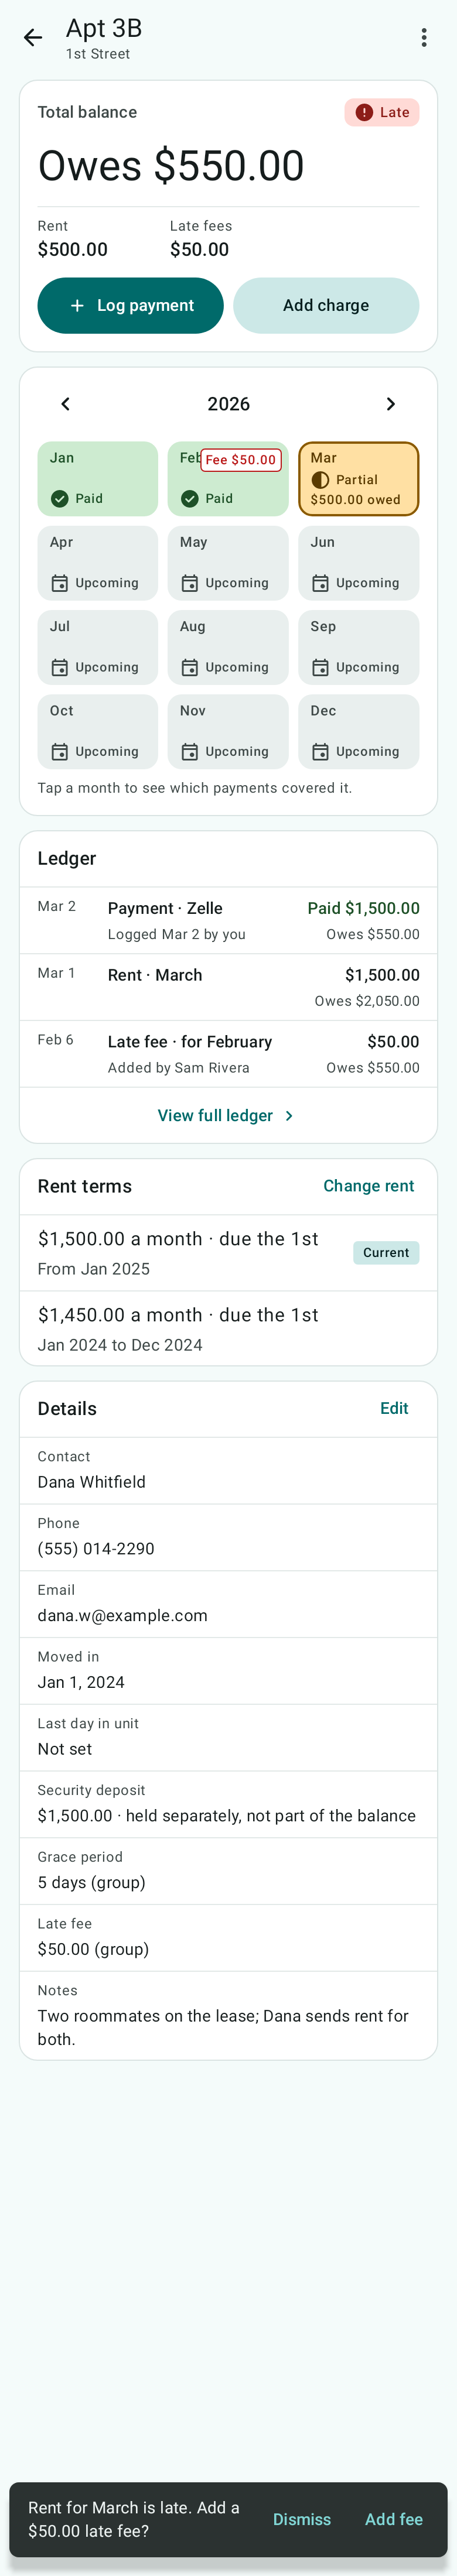 Apt 3B
1st Street
Total balance
Late
Owes $550.00
Rent
Late fees
$500.00
$50.00
Log payment
Add charge
2026
Jan
Feb
Fee $50.00
Mar
Paid
Paid
Partial
$500.00 owed
Apr
May
Jun
Upcoming
Upcoming
Upcoming
Jul
Aug
Sep
Upcoming
Upcoming
Upcoming
Oct
Nov
Dec
Upcoming
Upcoming
Upcoming
Tap a month to see which payments covered it.
Ledger
Mar 2
Payment · Zelle
Paid $1,500.00
Logged Mar 2 by you
Owes $550.00
Mar 1
Rent · March
$1,500.00
Owes $2,050.00
Feb 6
Late fee · for February
$50.00
Added by Sam Rivera
Owes $550.00
View full ledger
Rent terms
Change rent
$1,500.00 a month · due the 1st
From Jan 2025
Current
$1,450.00 a month · due the 1st
Jan 2024 to Dec 2024
Details
Edit
Contact
Dana Whitfield
Phone
(555) 014-2290
Email
dana.w@example.com
Moved in
Jan 1, 2024
Last day in unit
Not set
Security deposit
$1,500.00 · held separately, not part of the balance
Grace period
5 days (group)
Late fee
$50.00 (group)
Notes
Two roommates on the lease; Dana sends rent for
both.
Rent for March is late. Add a
$50.00 late fee?
Dismiss
Add fee